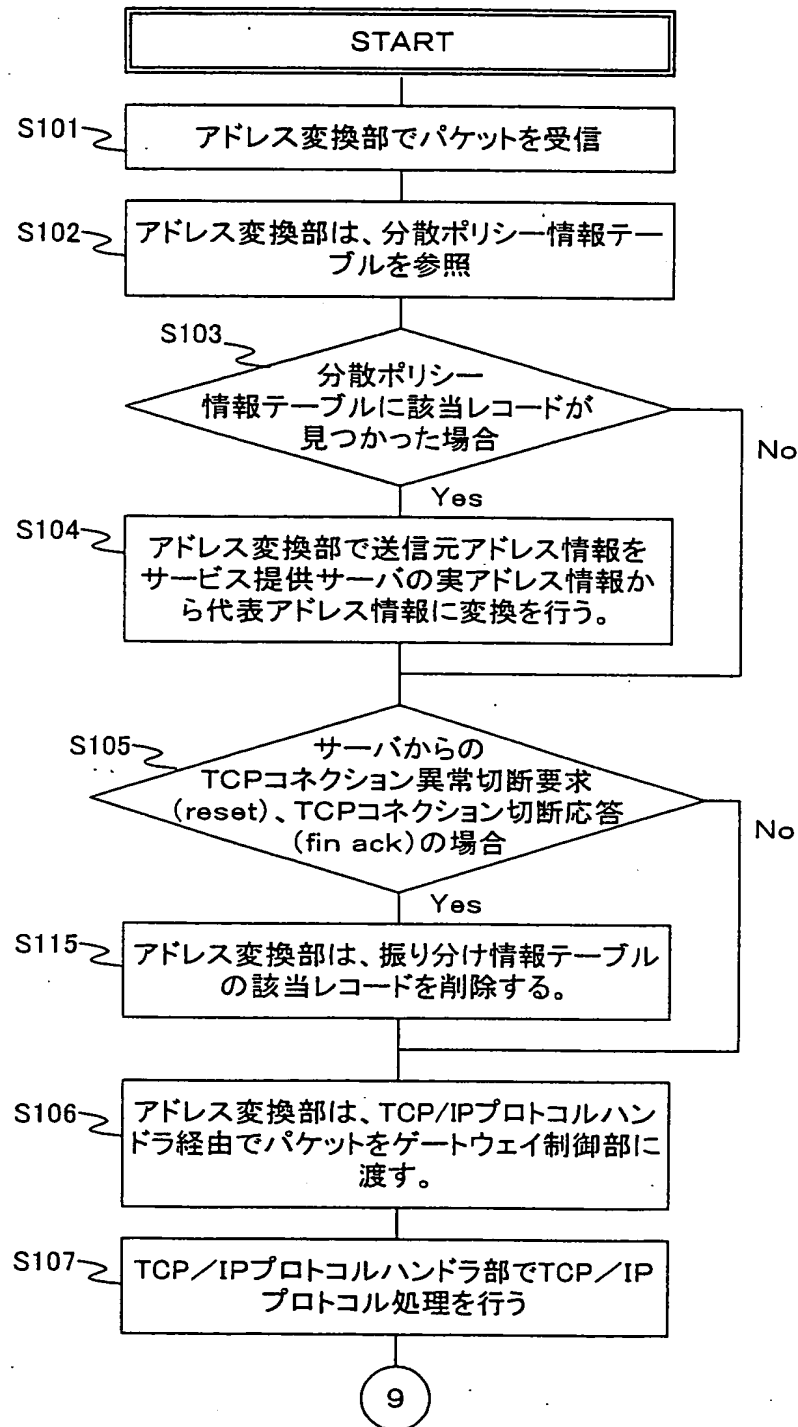 START
S101
アドレス変換部でパケットを受信
S102
アドレス変換部は、分散ポリシー情報テー
ブルを参照
S103
分散ポリシー
情報テーブルに該当レコードが
見つかった場合
No
Yes
S104
アドレス変換部で送信元アドレス情報を
サービス提供サーバの実アドレス情報か
ら代表アドレス情報に変換を行う。
S105
サーバからの
TCPコネクション異常切断要求
(reset)、TCPコネクション切断応答
(fin ack)の場合
No
Yes
S115
アドレス変換部は、振り分け情報テーブル
の該当レコードを削除する。
S106
アドレス変換部は、TCP/IPプロトコルハン
ドラ経由でパケットをゲートウェイ制御部に
渡す。
S107
TCP/IPプロトコルハンドラ部でTCP/IP
プロトコル処理を行う
9